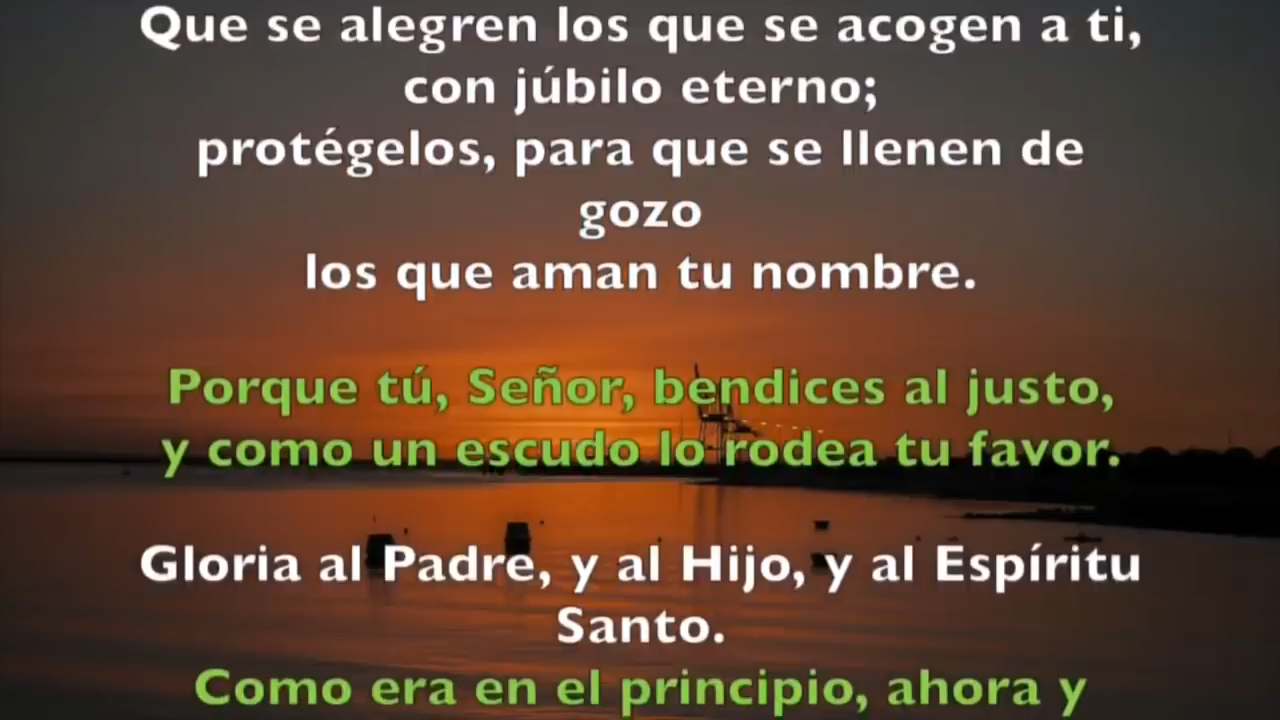 Que se alegren los que se acogen a ti,
con júbilo eterno;
protégelos, para que se llenen de
gozo
los que aman tu nombre.
Porque tú, Señor, bendices al justo,
y como un escudo lo rodea tu favor.
Gloria al Padre, y al Hijo, y al Espíritu
Santo.
Como era en el principio, ahora y